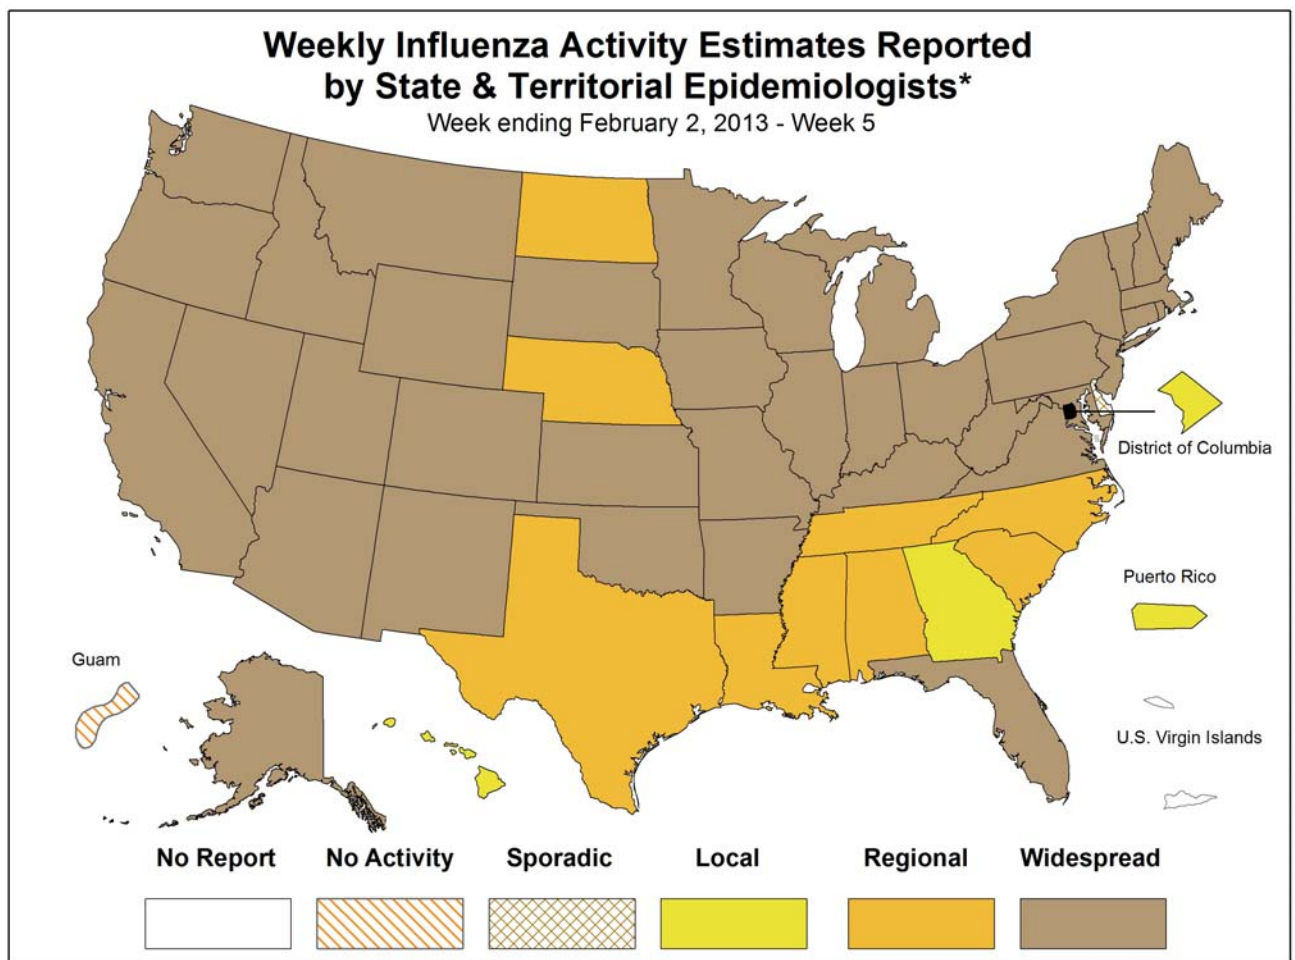 Weekly Influenza Activity Estimates Reported
by State & Territorial Epidemiologists*
Week ending February 2, 2013 - Week 5
District of Columbia
Puerto Rico
Guam
U.S. Virgin Islands
No Report No Activity Sporadic Local Regional Widespread